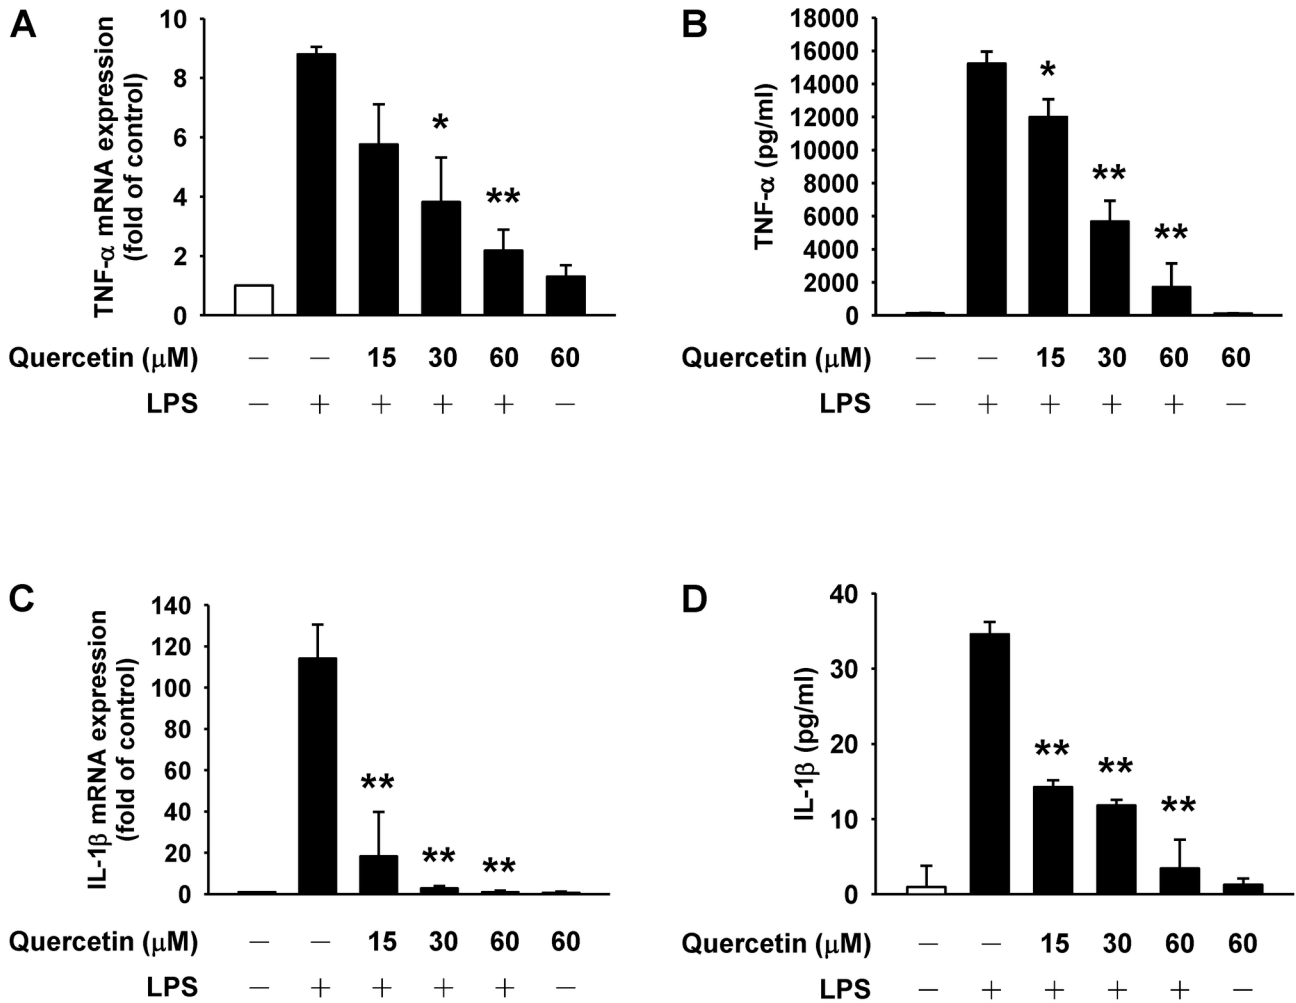 A
TNF-α mRNA expression
(fold of control)
10
8
6
4
2
0
*
**
Quercetin (μM) — — 15 30 60 60
LPS — + + + + —
B
TNF-α (pg/ml)
18000
16000
14000
12000
10000
8000
6000
4000
2000
0
*
**
**
Quercetin (μM) — — 15 30 60 60
LPS — + + + + —
C
IL-1β mRNA expression
(fold of control)
140
120
100
80
60
40
20
0
**
**
**
Quercetin (μM) — — 15 30 60 60
LPS — + + + + —
D
IL-1β (pg/ml)
40
30
20
10
0
**
**
**
Quercetin (μM) — — 15 30 60 60
LPS — + + + + —